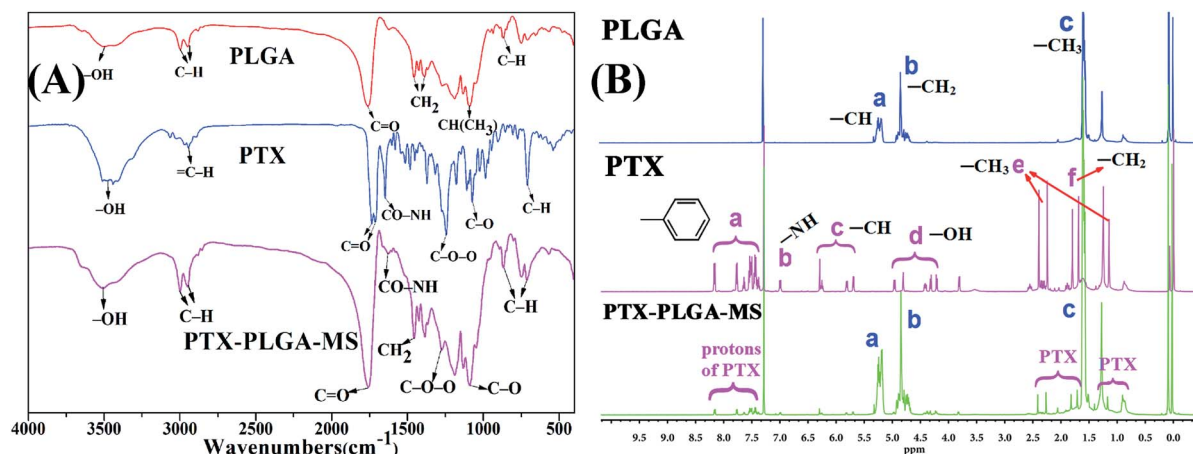 (A)
PLGA
–OH
C–H
C=O
CH2
CH(CH3)
C–H
PTX
–OH
=C–H
C=O
CO–NH
C–O–O
C–O
C–H
PTX-PLGA-MS
–OH
C–H
C=O
CO–NH
CH2
C–O–O
C–O
C–H
4000 3500 3000 2500 2000 1500 1000 500
Wavenumbers(cm-1)
(B)
PLGA
a
–CH
b
–CH2
c
–CH3
PTX
a
–NH
b
c –CH
d –OH
–CH3
e
f
–CH2
PTX-PLGA-MS
protons
of PTX
a
b
c
PTX
PTX
9.5 9.0 8.5 8.0 7.5 7.0 6.5 6.0 5.5 5.0 4.5 4.0 3.5 3.0 2.5 2.0 1.5 1.0 0.5 0.0
ppm